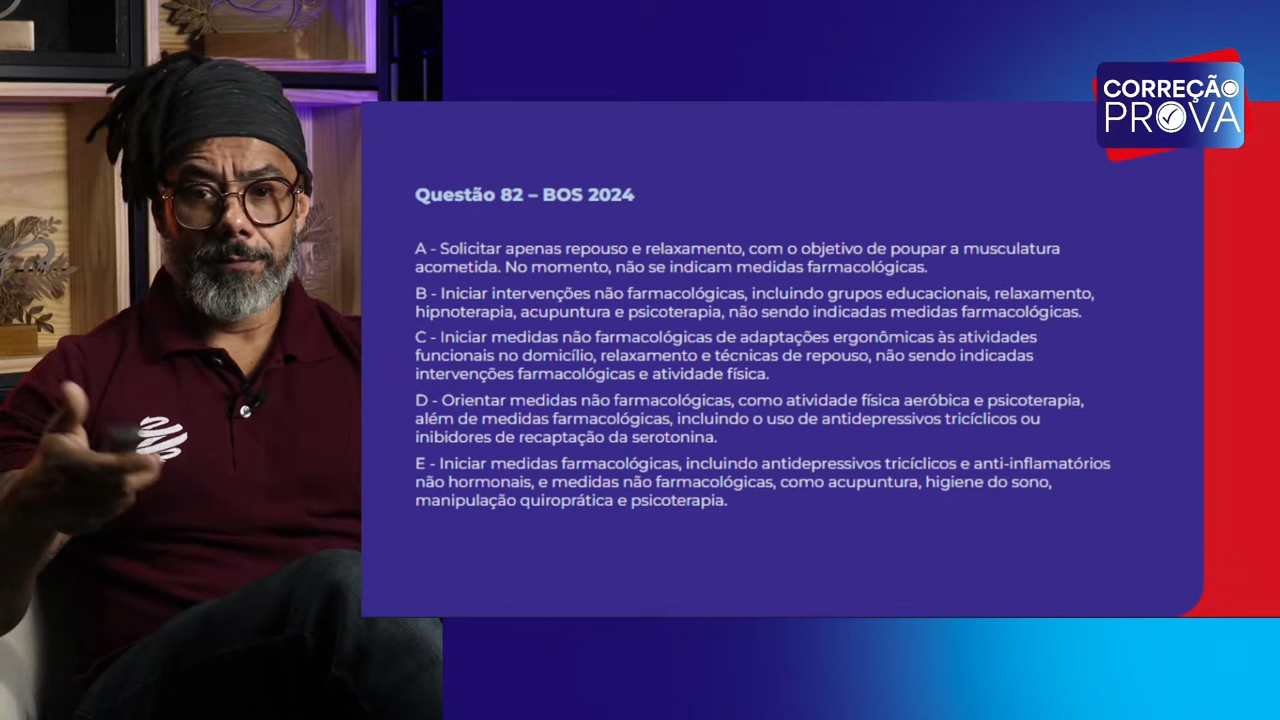 CORREÇÃO
PROVA
Questão 82 – BOS 2024
A - Solicitar apenas repouso e relaxamento, com o objetivo de poupar a musculatura
acometida. No momento, não se indicam medidas farmacológicas.
B - Iniciar intervenções não farmacológicas, incluindo grupos educacionais, relaxamento,
hipnoterapia, acupuntura e psicoterapia, não sendo indicadas medidas farmacológicas.
C - Iniciar medidas não farmacológicas de adaptações ergonômicas às atividades
funcionais no domicílio, relaxamento e técnicas de repouso, não sendo indicadas
intervenções farmacológicas e atividade física.
D - Orientar medidas não farmacológicas, como atividade física aeróbica e psicoterapia,
além de medidas farmacológicas, incluindo o uso de antidepressivos tricíclicos ou
inibidores de recaptação da serotonina.
E - Iniciar medidas farmacológicas, incluindo antidepressivos tricíclicos e anti-inflamatórios
não hormonais, e medidas não farmacológicas, como acupuntura, higiene do sono,
manipulação quiroprática e psicoterapia.